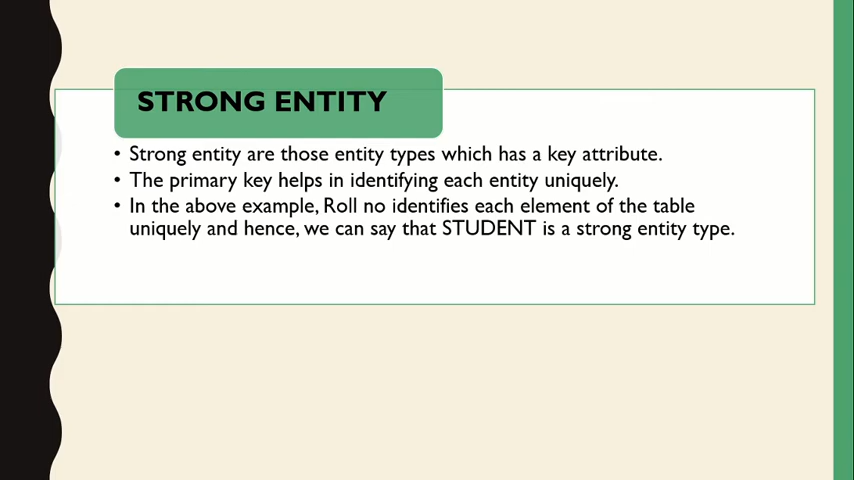 STRONG ENTITY
• Strong entity are those entity types which has a key attribute.
• The primary key helps in identifying each entity uniquely.
• In the above example, Roll no identifies each element of the table
uniquely and hence, we can say that STUDENT is a strong entity type.